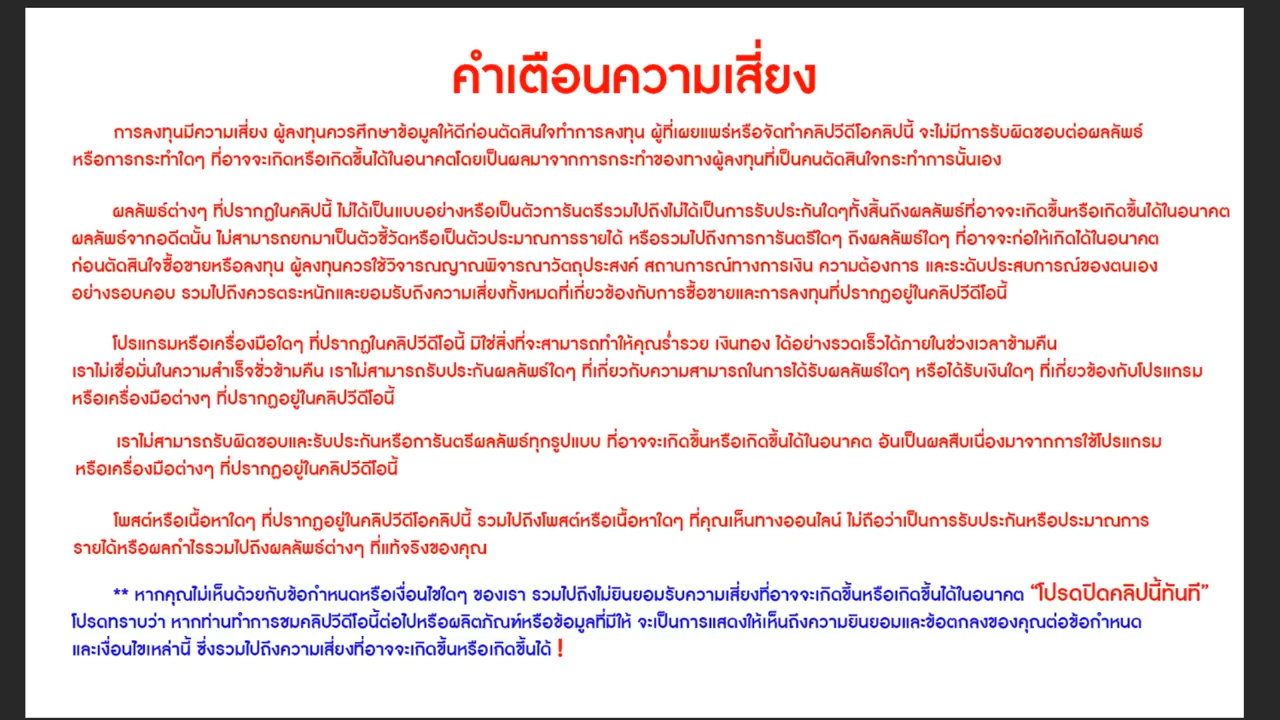 คำเตือนความเสี่ยง
การลงทุนมีความเสี่ยง ผู้ลงทุนควรศึกษาข้อมูลให้ดีก่อนตัดสินใจทำการลงทุน ผู้ที่เผยแพร่หรือจัดทำคลิปวีดีโอคลิปนี้ จะไม่มีการรับผิดชอบต่อผลลัพธ์
หรือการกระทำใดๆ ที่อาจจะเกิดหรือเกิดขึ้นได้ในอนาคตโดยเป็นผลมาจากการกระทำของทางผู้ลงทุนที่เป็นคนตัดสินใจกระทำการนั้นเอง
ผลลัพธ์ต่างๆ ที่ปรากฏในคลิปนี้ ไม่ได้เป็นแบบอย่างหรือเป็นตัวการันตรีรวมไปถึงไม่ได้เป็นการรับประกันใดๆทั้งสิ้นถึงผลลัพธ์ที่อาจจะเกิดขึ้นหรือเกิดขึ้นได้ในอนาคต
ผลลัพธ์จากอดีตนั้น ไม่สามารถยกมาเป็นตัวชี้วัดหรือเป็นตัวประมาณการรายได้ หรือรวมไปถึงการการันตรีใดๆ ถึงผลลัพธ์ใดๆ ที่อาจจะก่อให้เกิดได้ในอนาคต
ก่อนตัดสินใจซื้อขายหรือลงทุน ผู้ลงทุนควรใช้วิจารณญาณพิจารณาวัตถุประสงค์ สถานการณ์ทางการเงิน ความต้องการ และระดับประสบการณ์ของตนเอง
อย่างรอบคอบ รวมไปถึงควรตระหนักและยอมรับถึงความเสี่ยงทั้งหมดที่เกี่ยวข้องกับการซื้อขายและการลงทุนที่ปรากฏอยู่ในคลิปวีดีโอนี้
โปรแกรมหรือเครื่องมือใดๆ ที่ปรากฏในคลิปวีดีโอนี้ มิใช่สิ่งที่จะสามารถทำให้คุณร่ำรวย เงินทอง ได้อย่างรวดเร็วได้ภายในช่วงเวลาข้ามคืน
เราไม่เชื่อมั่นในความสำเร็จชั่วข้ามคืน เราไม่สามารถรับประกันผลลัพธ์ใดๆ ที่เกี่ยวกับความสามารถในการได้รับผลลัพธ์ใดๆ หรือได้รับเงินใดๆ ที่เกี่ยวข้องกับโปรแกรม
หรือเครื่องมือต่างๆ ที่ปรากฏอยู่ในคลิปวีดีโอนี้
เราไม่สามารถรับผิดชอบและรับประกันหรือการันตรีผลลัพธ์ทุกรูปแบบ ที่อาจจะเกิดขึ้นหรือเกิดขึ้นได้ในอนาคต อันเป็นผลสืบเนื่องมาจากการใช้โปรแกรม
หรือเครื่องมือต่างๆ ที่ปรากฏอยู่ในคลิปวีดีโอนี้
โพสต์หรือเนื้อหาใดๆ ที่ปรากฏอยู่ในคลิปวีดีโอคลิปนี้ รวมไปถึงโพสต์หรือเนื้อหาใดๆ ที่คุณเห็นทางออนไลน์ ไม่ถือว่าเป็นการรับประกันหรือประมาณการ
รายได้หรือผลกำไรรวมไปถึงผลลัพธ์ต่างๆ ที่แท้จริงของคุณ
** หากคุณไม่เห็นด้วยกับข้อกำหนดหรือเงื่อนไขใดๆ ของเรา รวมไปถึงไม่ยินยอมรับความเสี่ยงที่อาจจะเกิดขึ้นหรือเกิดขึ้นได้ในอนาคต “โปรดปิดคลิปนี้ทันที”
โปรดทราบว่า หากท่านทำการชมคลิปวีดีโอนี้ต่อไปหรือผลิตภัณฑ์หรือข้อมูลที่มีให้ จะเป็นการแสดงให้เห็นถึงความยินยอมและข้อตกลงของคุณต่อข้อกำหนด
และเงื่อนไขเหล่านี้ ซึ่งรวมไปถึงความเสี่ยงที่อาจจะเกิดขึ้นหรือเกิดขึ้นได้ !